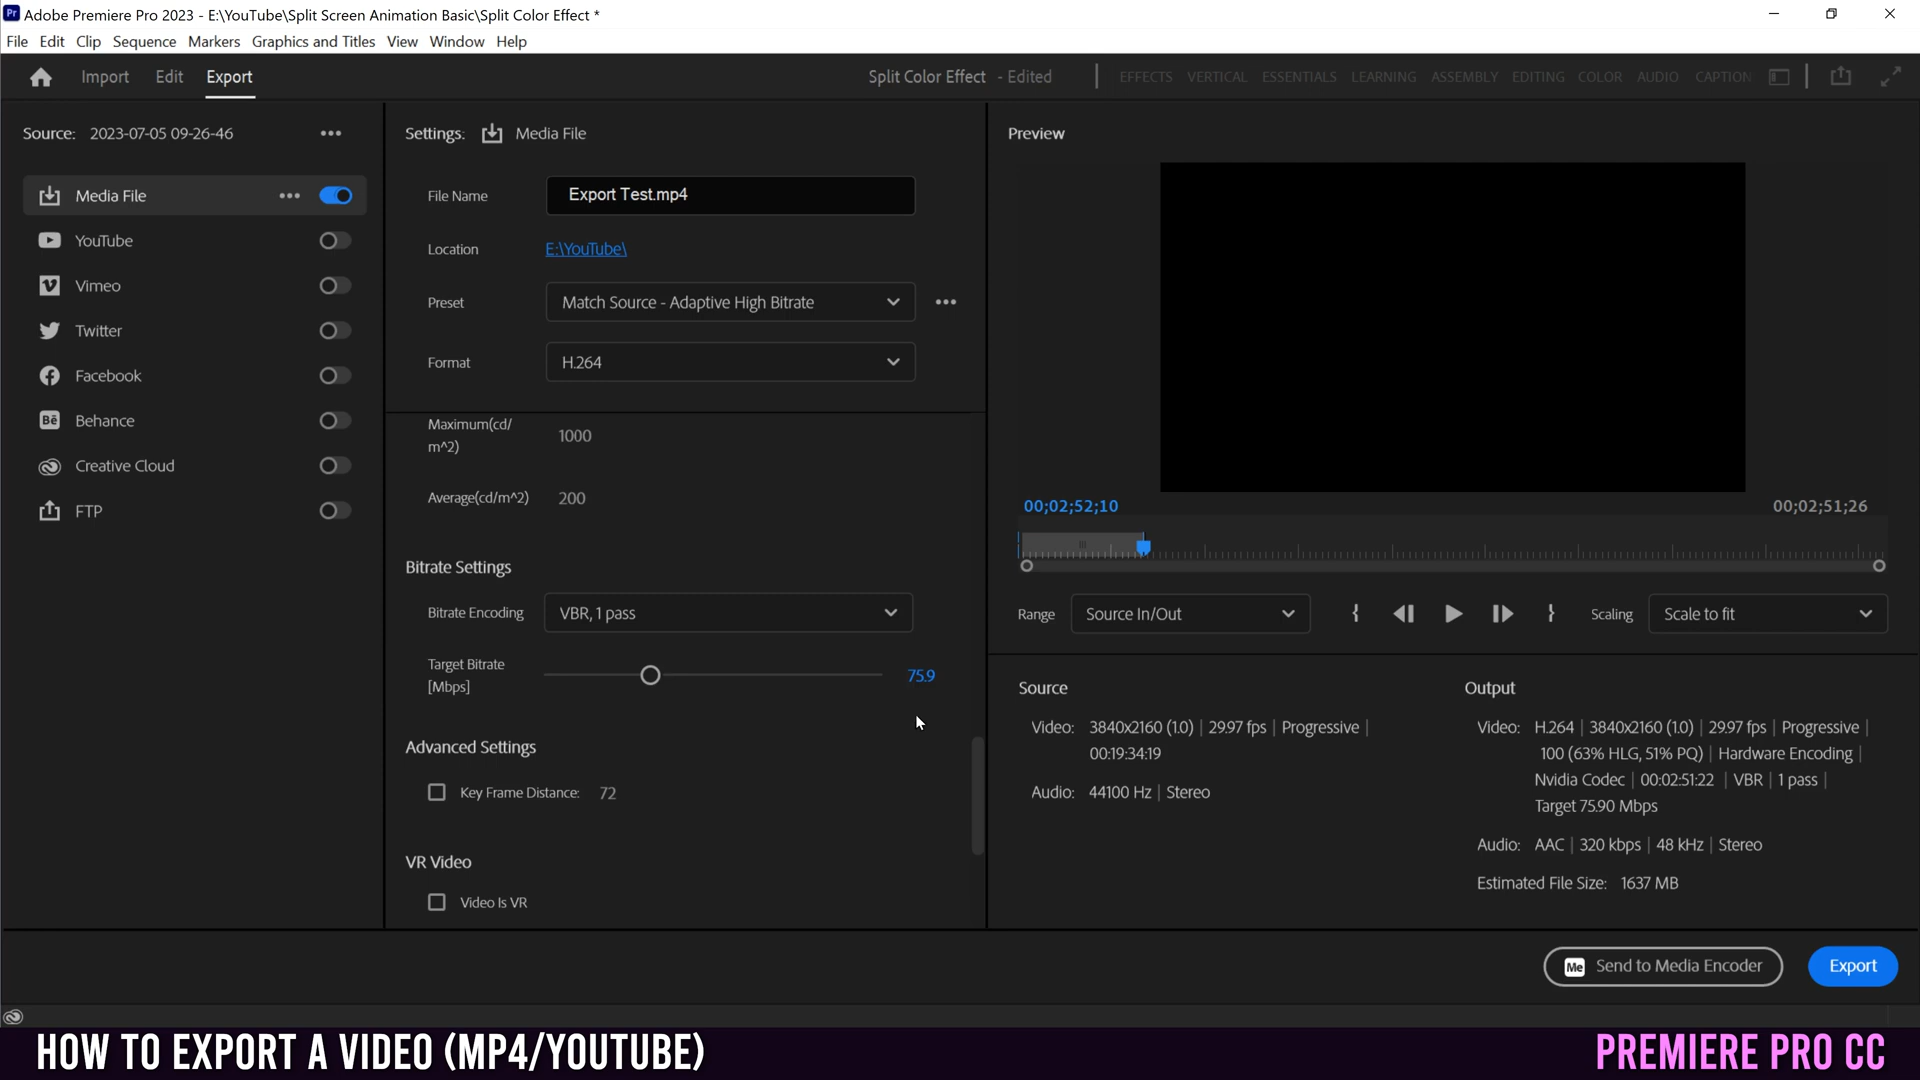 Pr Adobe Premiere Pro 2023 - E:\YouTube\Split Screen Animation Basic\Split Color Effect *
File Edit Clip Sequence Markers Graphics and Titles View Window Help
Import Edit Export
Split Color Effect - Edited
EFFECTS VERTICAL ESSENTIALS LEARNING ASSEMBLY EDITING COLOR AUDIO CAPTION
Source: 2023-07-05 09-26-46
Media File
YouTube
Vimeo
Twitter
Facebook
Bē Behance
Creative Cloud
FTP
Settings: Media File
File Name Export Test.mp4
Location E:\YouTube\
Preset Match Source - Adaptive High Bitrate
Format H.264
Maximum(cd/
m^2) 1000
Average(cd/m^2) 200
Bitrate Settings
Bitrate Encoding VBR, 1 pass
Target Bitrate
[Mbps] 75.9
Advanced Settings
Key Frame Distance: 72
VR Video
Video Is VR
Preview
00;02;52;10 00;02;51;26
Range Source In/Out Scaling Scale to fit
Source
Video: 3840x2160 (1.0) | 29.97 fps | Progressive |
00:19:34:19
Audio: 44100 Hz | Stereo
Output
Video: H.264 | 3840x2160 (1.0) | 29.97 fps | Progressive |
100 (63% HLG, 51% PQ) | Hardware Encoding |
Nvidia Codec | 00:02:51:22 | VBR | 1 pass |
Target 75.90 Mbps
Audio: AAC | 320 kbps | 48 kHz | Stereo
Estimated File Size: 1637 MB
Me Send to Media Encoder Export
HOW TO EXPORT A VIDEO (MP4/YOUTUBE) PREMIERE PRO CC